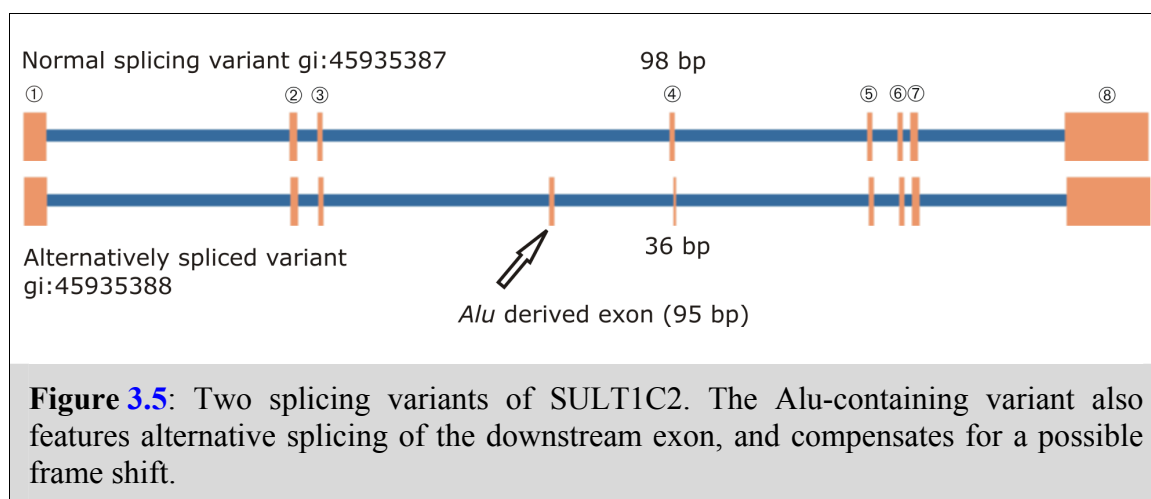 Normal splicing variant gi:45935387 98 bp
① ② ③ ④ ⑤ ⑥ ⑦ ⑧
36 bp
Alternatively spliced variant
gi:45935388
Alu derived exon (95 bp)
Figure 3.5: Two splicing variants of SULT1C2. The Alu-containing variant also
features alternative splicing of the downstream exon, and compensates for a possible
frame shift.